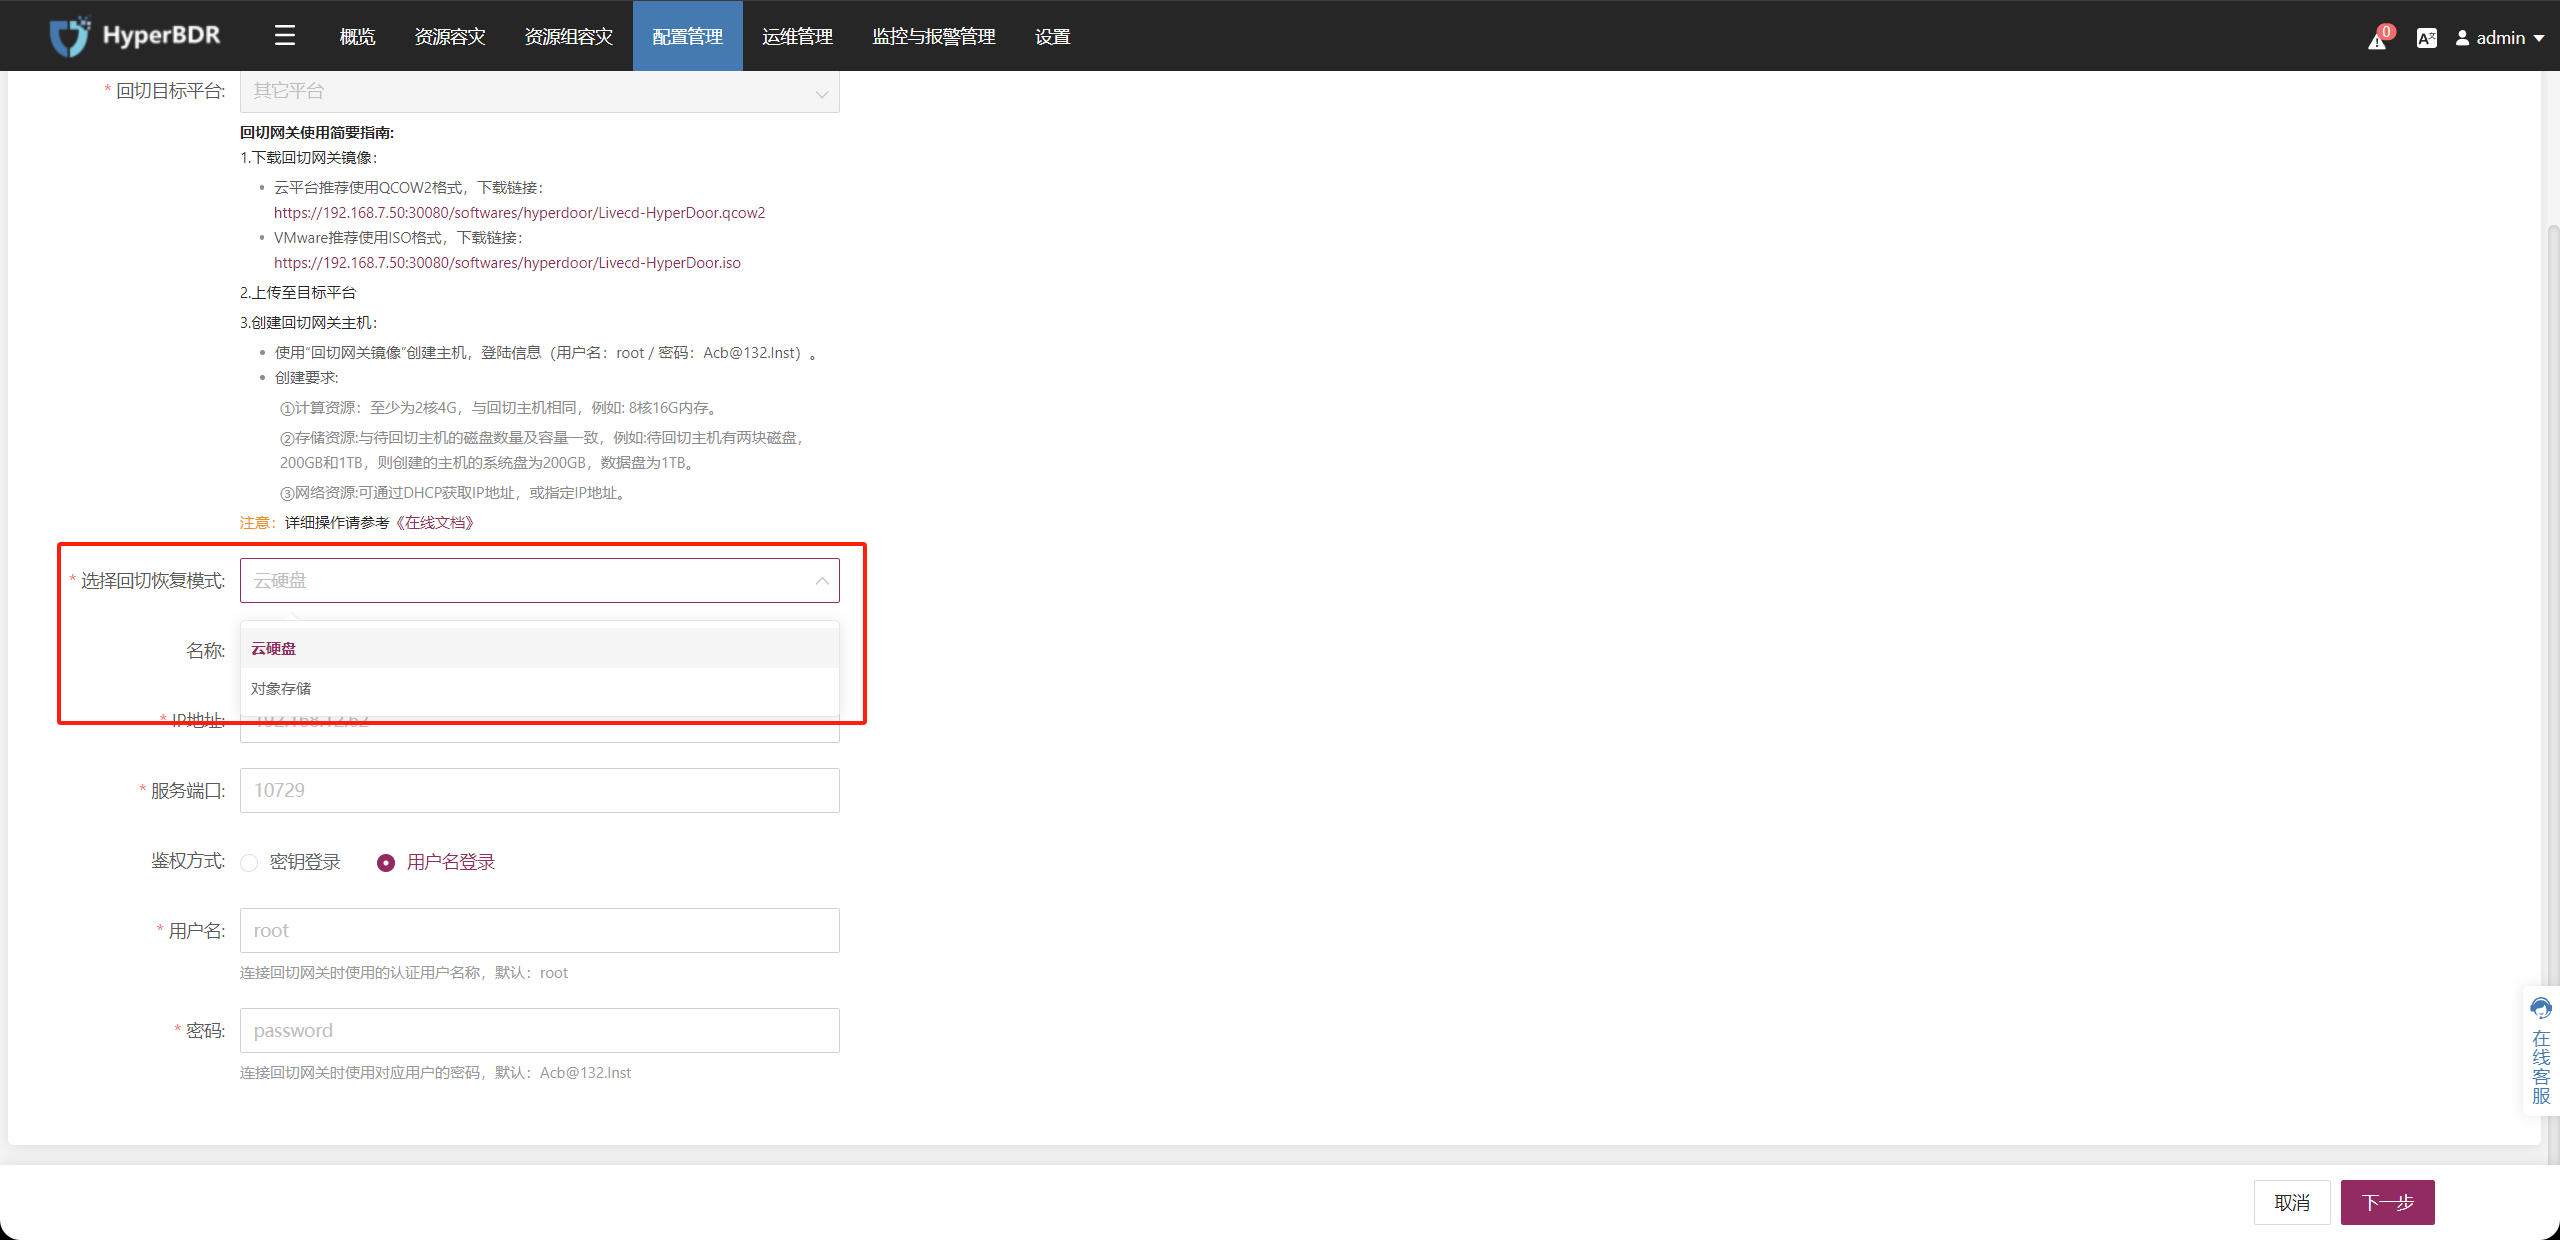 HyperBDR
概览
资源容灾
资源组容灾
配置管理
运维管理
监控与报警管理
设置
0
admin
* 回切目标平台:
其它平台
回切网关使用简要指南:
1.下载回切网关镜像：
云平台推荐使用QCOW2格式，下载链接：
https://192.168.7.50:30080/softwares/hyperdoor/Livecd-HyperDoor.qcow2
VMware推荐使用ISO格式，下载链接：
https://192.168.7.50:30080/softwares/hyperdoor/Livecd-HyperDoor.iso
2.上传至目标平台
3.创建回切网关主机：
使用“回切网关镜像”创建主机，登陆信息（用户名：root / 密码：Acb@132.Inst）。
创建要求:
①计算资源：至少为2核4G，与回切主机相同，例如: 8核16G内存。
②存储资源:与待回切主机的磁盘数量及容量一致，例如:待回切主机有两块磁盘，
200GB和1TB，则创建的主机的系统盘为200GB，数据盘为1TB。
③网络资源:可通过DHCP获取IP地址，或指定IP地址。
注意：详细操作请参考《在线文档》
* 选择回切恢复模式:
云硬盘
名称:
云硬盘
对象存储
* IP地址:
192.168.12.62
* 服务端口:
10729
鉴权方式:
密钥登录
用户名登录
* 用户名:
root
连接回切网关时使用的认证用户名称，默认：root
* 密码:
password
连接回切网关时使用对应用户的密码，默认：Acb@132.Inst
在线客服
取消
下一步